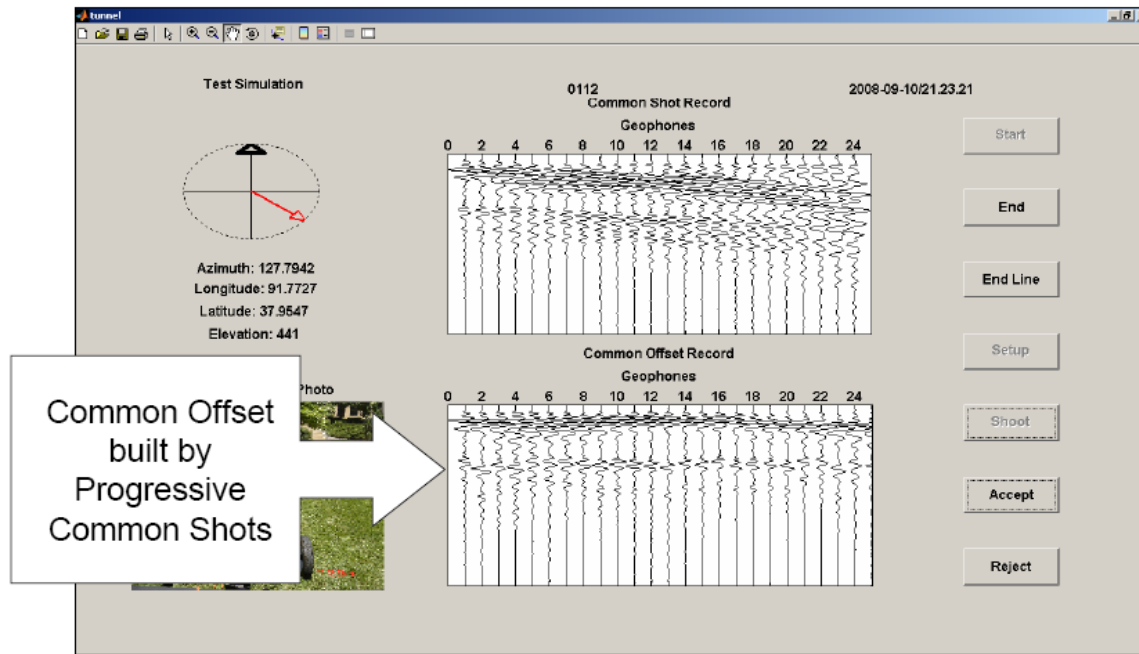 tunnel
Test Simulation
0112
2008-09-10/21.23.21
Common Shot Record
Geophones
0 2 4 6 8 10 12 14 16 18 20 22 24
Azimuth: 127.7942
Longitude: 91.7727
Latitude: 37.9547
Elevation: 441
Photo
Common Offset
built by
Progressive
Common Shots
Common Offset Record
Geophones
0 2 4 6 8 10 12 14 16 18 20 22 24
Start
End
End Line
Setup
Shoot
Accept
Reject